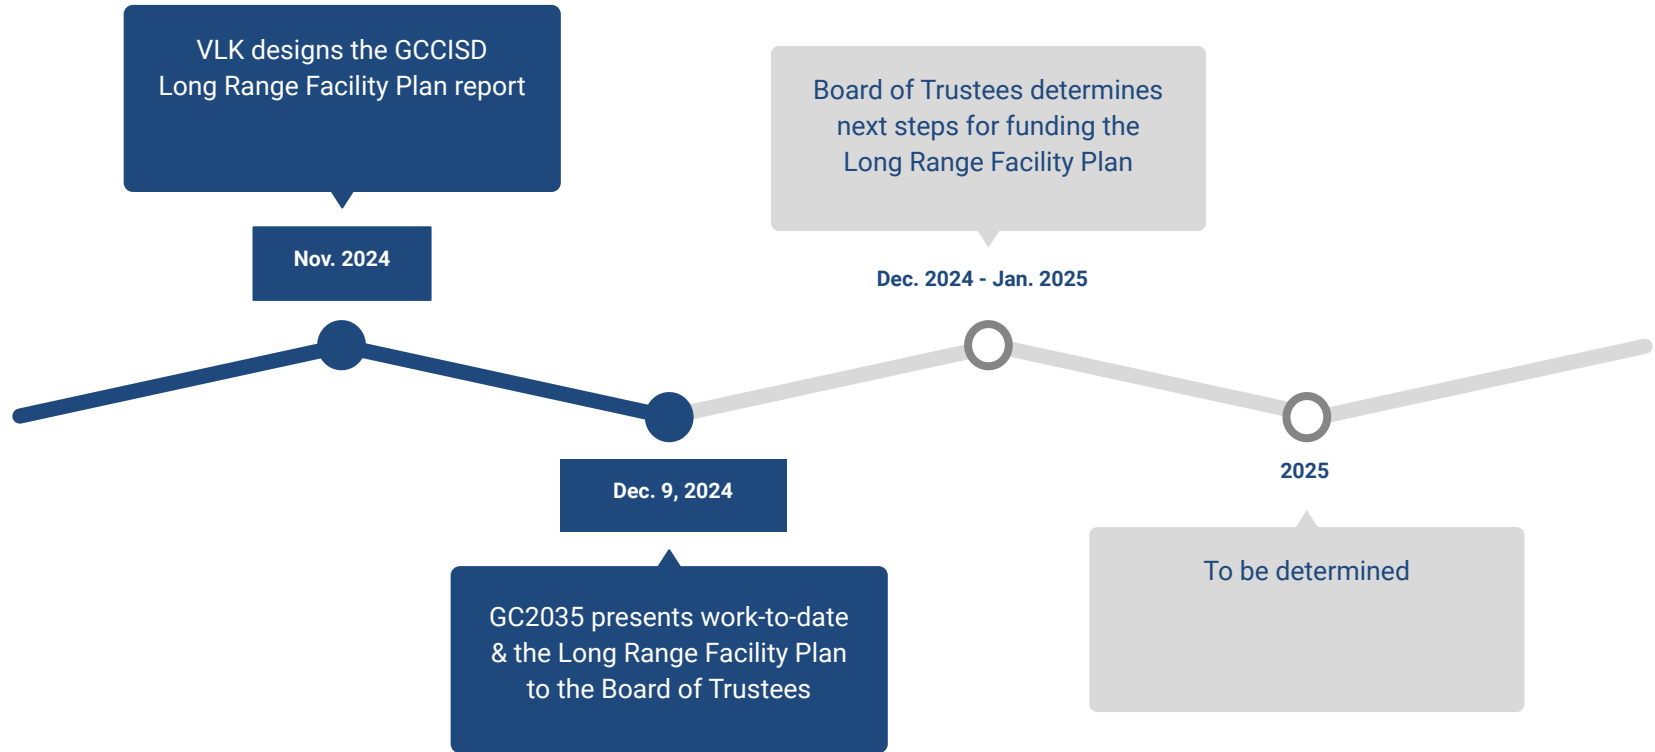 VLK designs the GCCISD
Long Range Facility Plan report
Nov. 2024
Dec. 9, 2024
GC2035 presents work-to-date
& the Long Range Facility Plan
to the Board of Trustees
Board of Trustees determines
next steps for funding the
Long Range Facility Plan
Dec. 2024 - Jan. 2025
2025
To be determined